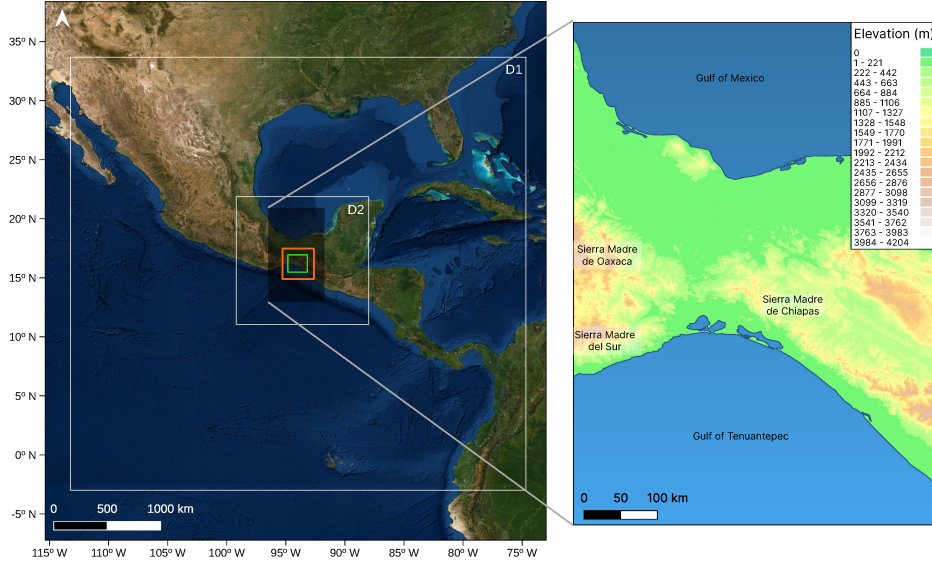 35° N
30° N
25° N
20° N
15° N
10° N
5° N
0° N
-5° N
115° W
110° W
105° W
100° W
95° W
90° W
85° W
80° W
75° W
D1
D2
0 500 1000 km
Gulf of Mexico
Sierra Madre
de Oaxaca
Sierra Madre
de Chiapas
Sierra Madre
del Sur
Gulf of Tenuantepec
0 50 100 km
Elevation (m)
0
1 - 221
222 - 442
443 - 663
664 - 884
885 - 1106
1107 - 1327
1328 - 1548
1549 - 1770
1771 - 1991
1992 - 2212
2213 - 2434
2435 - 2655
2656 - 2876
2877 - 3098
3099 - 3319
3320 - 3540
3541 - 3762
3763 - 3983
3984 - 4204